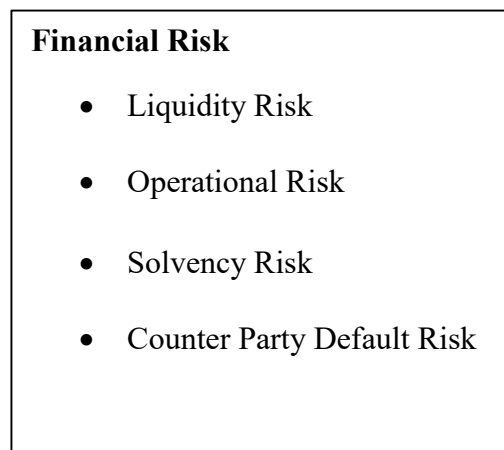 Financial Risk
• Liquidity Risk
• Operational Risk
• Solvency Risk
• Counter Party Default Risk